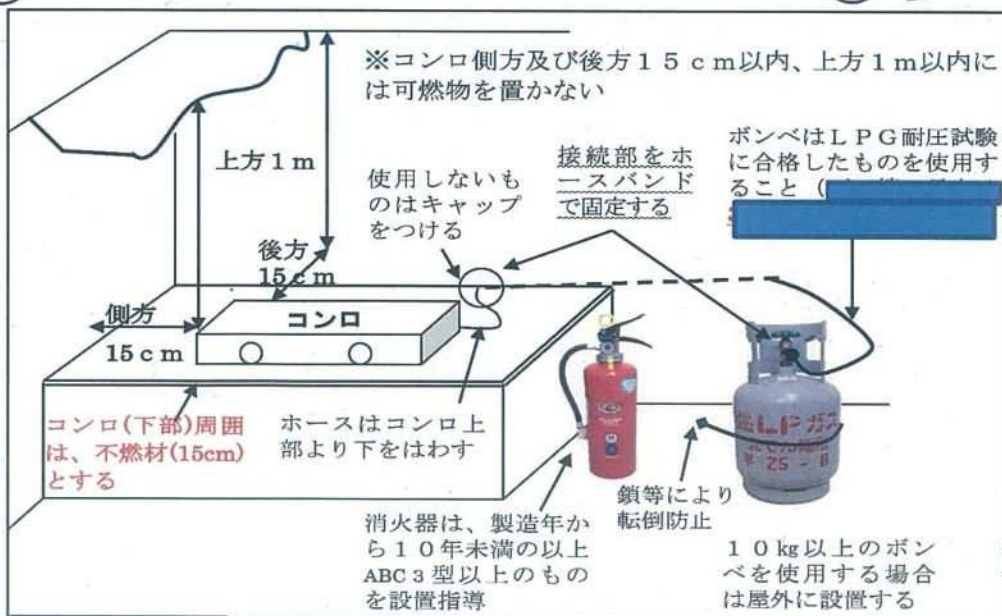 ※コンロ側方及び後方15cm以内、上方1m以内に
は可燃物を置かない
上方1m
使用しないも
のはキャップ
をつける
接続部をホ
ースバンド
で固定する
ボンベはLPG耐圧試験
に合格したものを使用す
ること(
後方
15cm
側方
15cm
コンロ
コンロ(下部)周囲
は、不燃材(15cm)
とする
ホースはコンロ上
部より下をはわす
消火器は、製造年か
ら10年未満の以上
ABC3型以上のもの
を設置指導
鎖等により
転倒防止
LPガス
10kg以上のボン
ベを使用する場合
は屋外に設置する